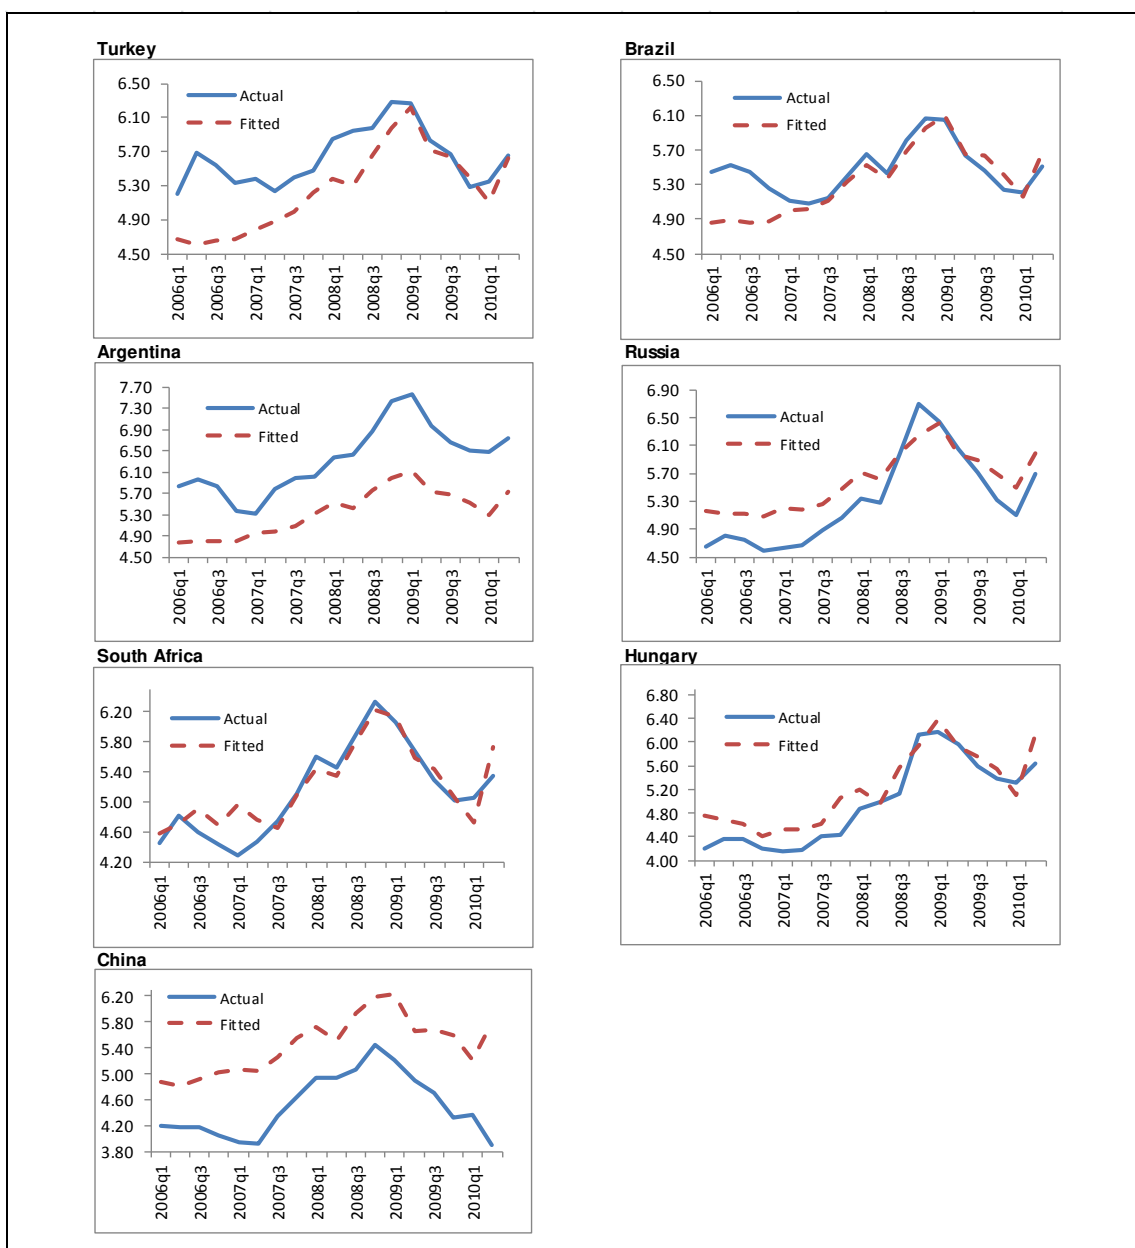 Turkey
6.50
6.10
5.70
5.30
4.90
4.50
Actual
Fitted
2006q1
2006q3
2007q1
2007q3
2008q1
2008q3
2009q1
2009q3
2010q1
Brazil
6.50
6.10
5.70
5.30
4.90
4.50
Actual
Fitted
2006q1
2006q3
2007q1
2007q3
2008q1
2008q3
2009q1
2009q3
2010q1
Argentina
7.70
7.30
6.90
6.50
6.10
5.70
5.30
4.90
4.50
Actual
Fitted
2006q1
2006q3
2007q1
2007q3
2008q1
2008q3
2009q1
2009q3
2010q1
Russia
6.90
6.50
6.10
5.70
5.30
4.90
4.50
Actual
Fitted
2006q1
2006q3
2007q1
2007q3
2008q1
2008q3
2009q1
2009q3
2010q1
South Africa
6.20
5.80
5.40
5.00
4.60
4.20
Actual
Fitted
2006q1
2006q3
2007q1
2007q3
2008q1
2008q3
2009q1
2009q3
2010q1
Hungary
6.80
6.40
6.00
5.60
5.20
4.80
4.40
4.00
Actual
Fitted
2006q1
2006q3
2007q1
2007q3
2008q1
2008q3
2009q1
2009q3
2010q1
China
6.20
5.80
5.40
5.00
4.60
4.20
3.80
Actual
Fitted
2006q1
2006q3
2007q1
2007q3
2008q1
2008q3
2009q1
2009q3
2010q1